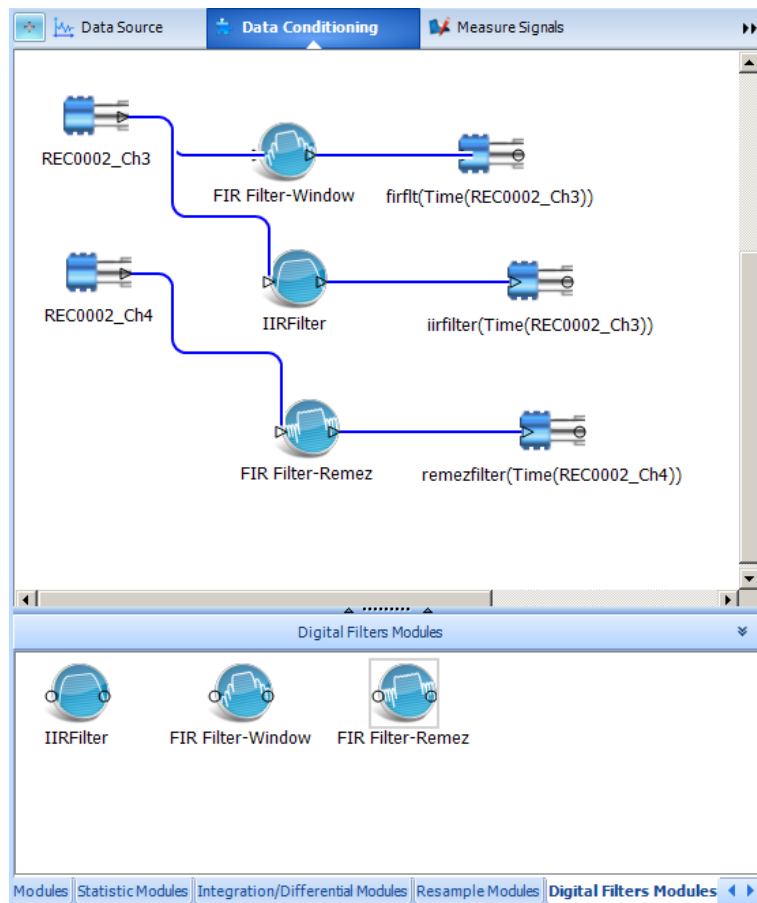 Data Source Data Conditioning Measure Signals
REC0002_Ch3
FIR Filter-Window firflt(Time(REC0002_Ch3))
REC0002_Ch4
IIRFilter iirfilter(Time(REC0002_Ch3))
FIR Filter-Remez remezfilter(Time(REC0002_Ch4))
Digital Filters Modules
IIRFilter FIR Filter-Window FIR Filter-Remez
Modules Statistic Modules Integration/Differential Modules Resample Modules Digital Filters Modules